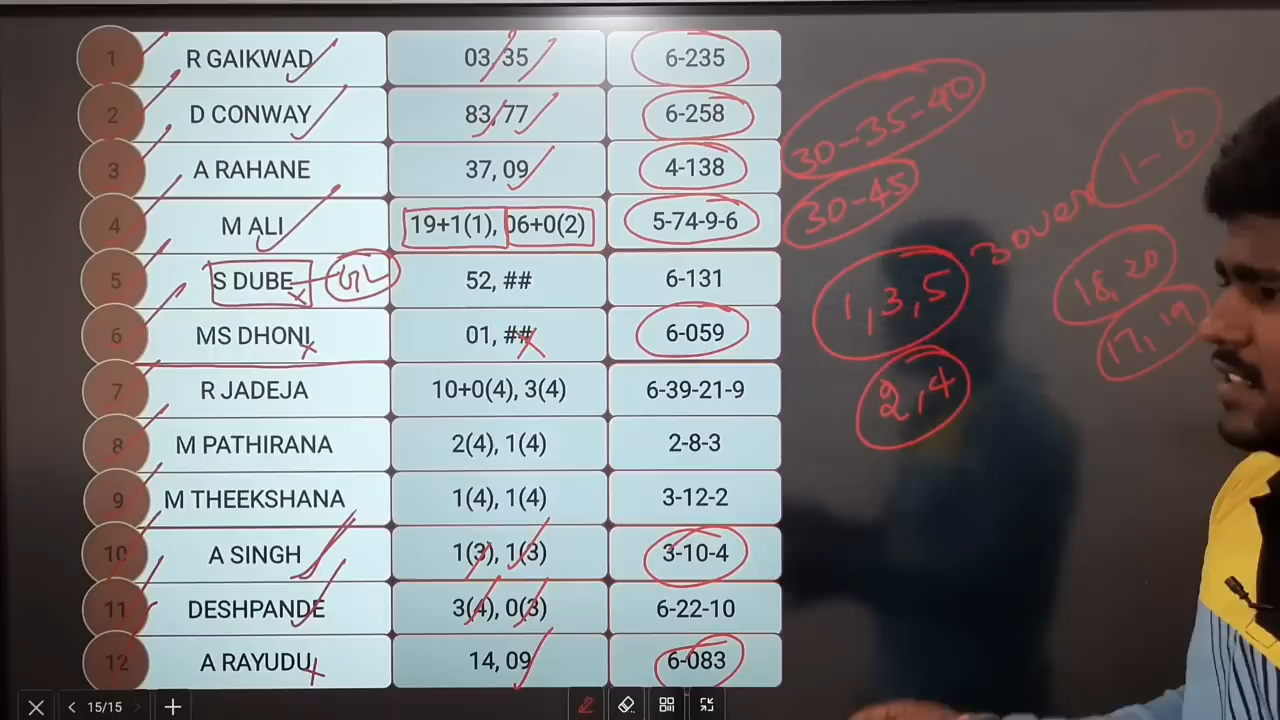 1 R GAIKWAD 03, 35 6-235
2 D CONWAY 83, 77 6-258
3 A RAHANE 37, 09 4-138
4 M ALI 19+1(1), 06+0(2) 5-74-9-6
5 S DUBE GL 52, ## 6-131
6 MS DHONI 01, ## 6-059
7 R JADEJA 10+0(4), 3(4) 6-39-21-9
8 M PATHIRANA 2(4), 1(4) 2-8-3
9 M THEEKSHANA 1(4), 1(4) 3-12-2
10 A SINGH 1(3), 1(3) 3-10-4
11 DESHPANDE 3(4), 0(3) 6-22-10
12 A RAYUDU 14, 09 6-083
30-35-40
30-45
1, 3, 5
2, 4
3 over
1-6
18, 20
17, 19
15/15